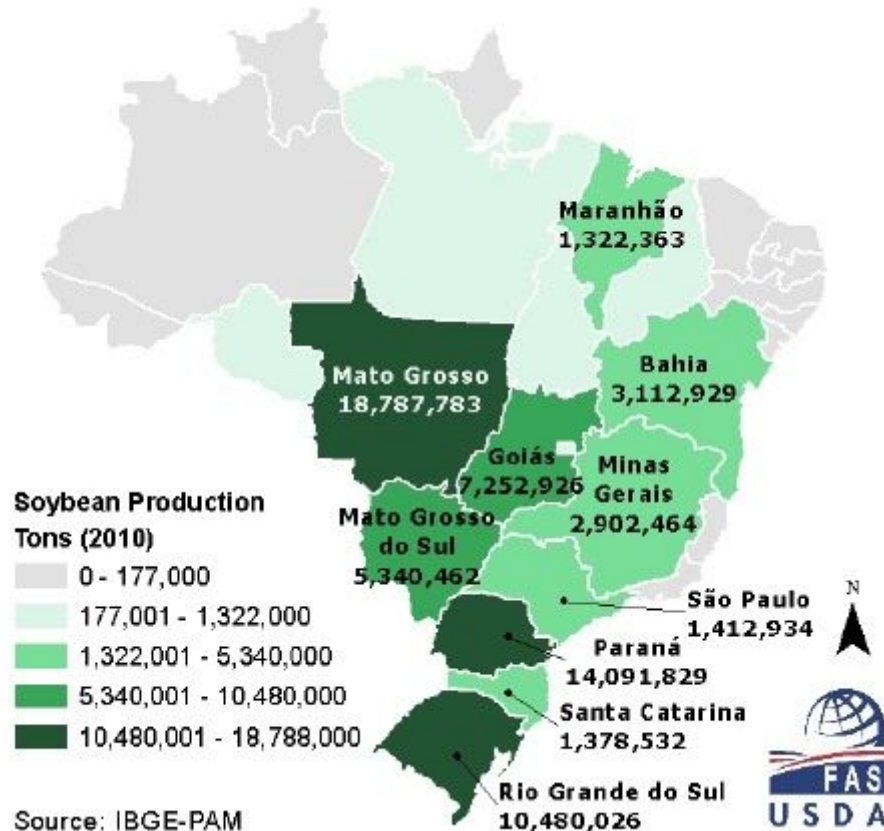 Maranhão
1,322,363
Bahia
3,112,929
Mato Grosso
18,787,783
Goiás
7,252,926
Minas
Gerais
2,902,464
Mato Grosso
do Sul
5,340,462
São Paulo
1,412,934
Paraná
14,091,829
Santa Catarina
1,378,532
Rio Grande do Sul
10,480,026
Soybean Production
Tons (2010)
0 - 177,000
177,001 - 1,322,000
1,322,001 - 5,340,000
5,340,001 - 10,480,000
10,480,001 - 18,788,000
Source: IBGE-PAM
N
FAS
USDA